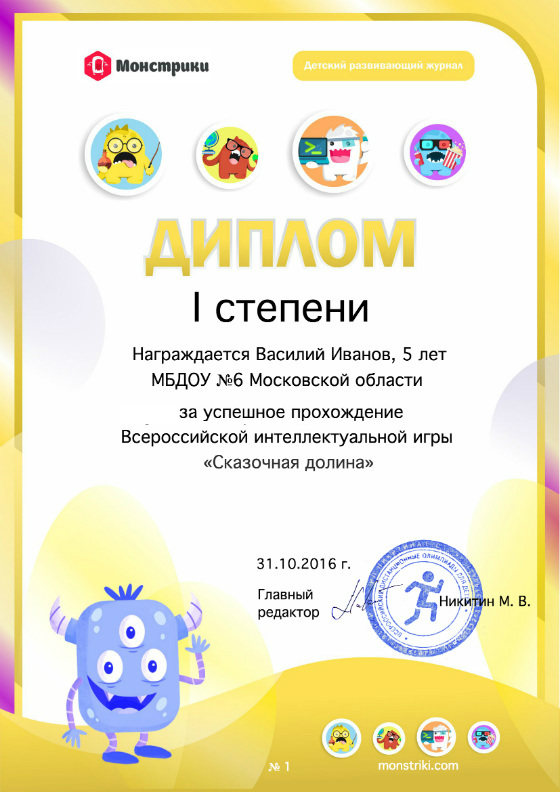 Монстрики
Детский развивающий журнал
ДИПЛОМ
I степени
Награждается Василий Иванов, 5 лет
МБДОУ №6 Московской области
за успешное прохождение
Всероссийской интеллектуальной игры
«Сказочная долина»
31.10.2016 г.
Главный
редактор
Никитин М. В.
№ 1
monstriki.com